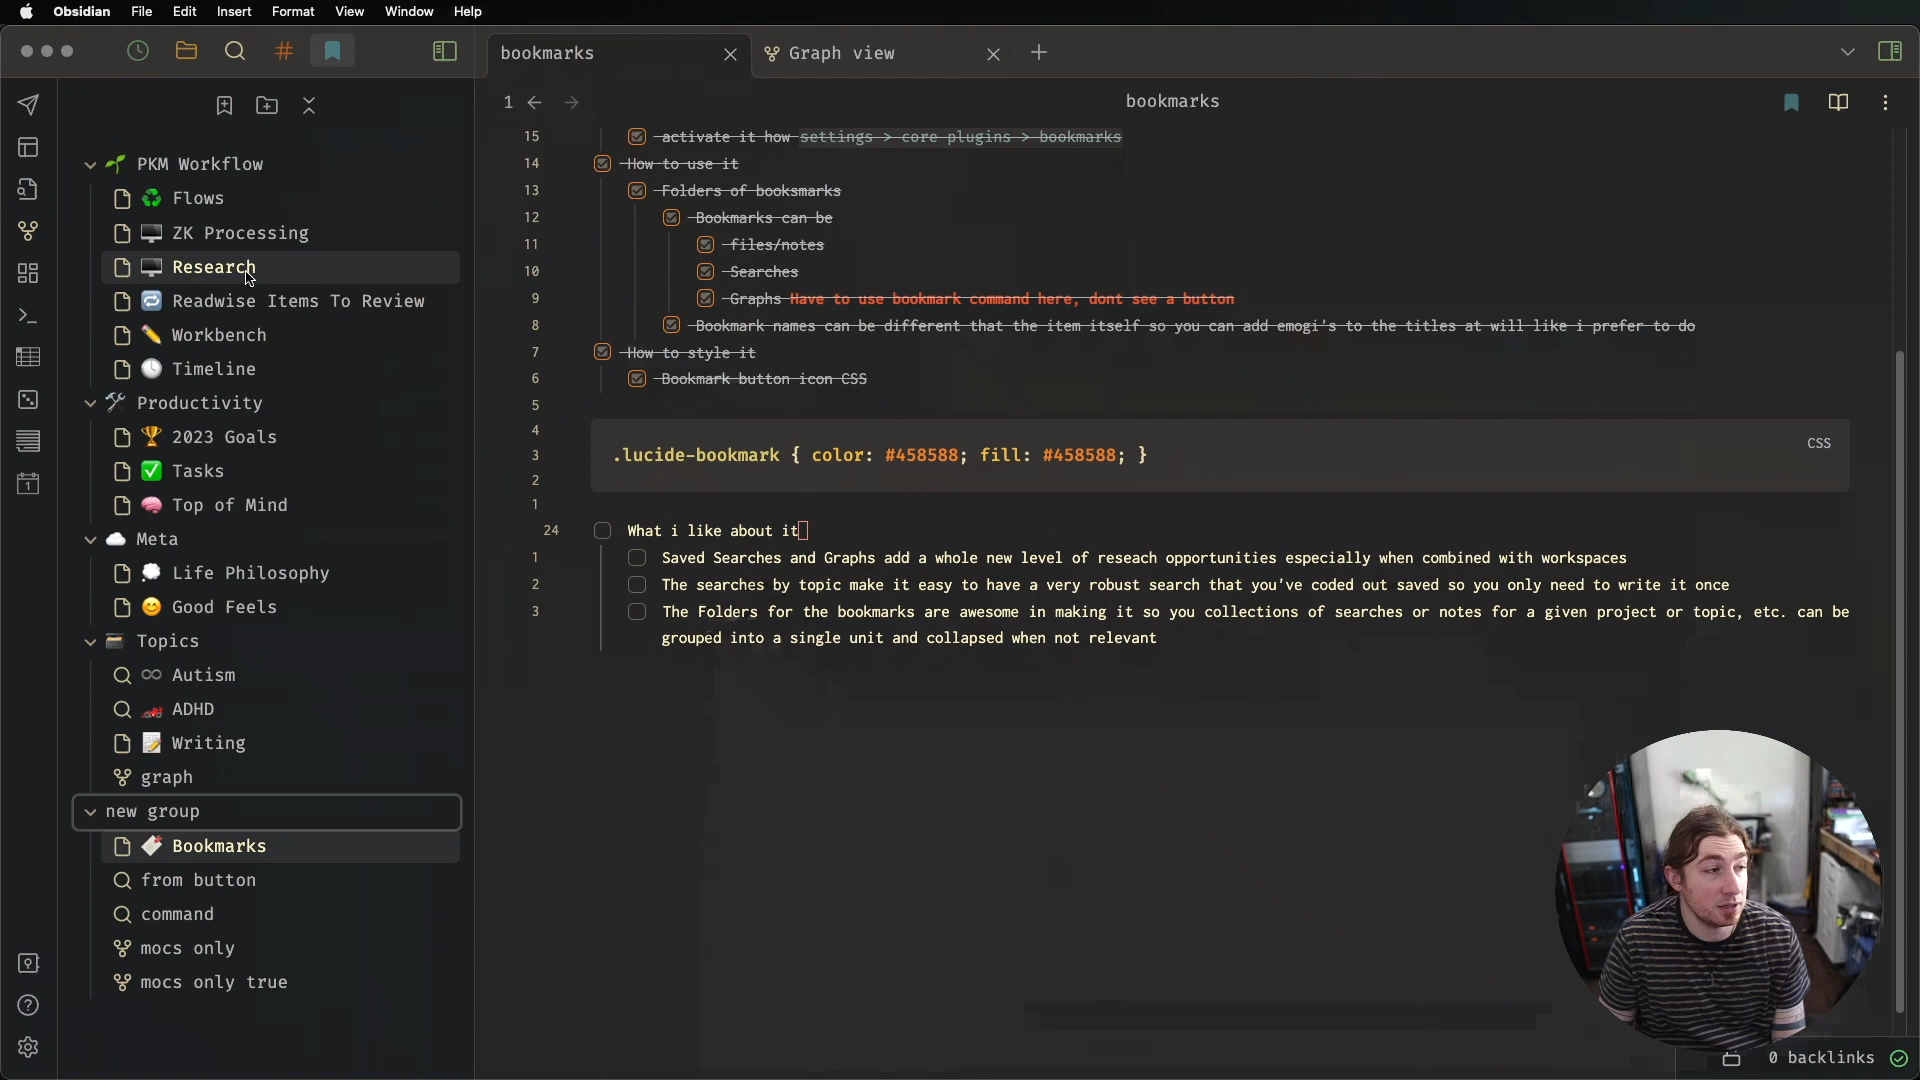 Obsidian File Edit Insert Format View Window Help
bookmarks
Graph view
1
bookmarks
PKM Workflow
Flows
ZK Processing
Research
Readwise Items To Review
Workbench
Timeline
Productivity
2023 Goals
Tasks
Top of Mind
Meta
Life Philosophy
Good Feels
Topics
Autism
ADHD
Writing
graph
new group
Bookmarks
from button
command
mocs only
mocs only true
15 activate it how settings > core plugins > bookmarks
14 How to use it
13 Folders of booksmarks
12 Bookmarks can be
11 files/notes
10 Searches
9 Graphs Have to use bookmark command here, dont see a button
8 Bookmark names can be different that the item itself so you can add emogi's to the titles at will like i prefer to do
7 How to style it
6 Bookmark button icon CSS
5
4
CSS
3 .lucide-bookmark { color: #458588; fill: #458588; }
2
1
24 What i like about it
1 Saved Searches and Graphs add a whole new level of reseach opportunities especially when combined with workspaces
2 The searches by topic make it easy to have a very robust search that you've coded out saved so you only need to write it once
3 The Folders for the bookmarks are awesome in making it so you collections of searches or notes for a given project or topic, etc. can be
grouped into a single unit and collapsed when not relevant
0 backlinks